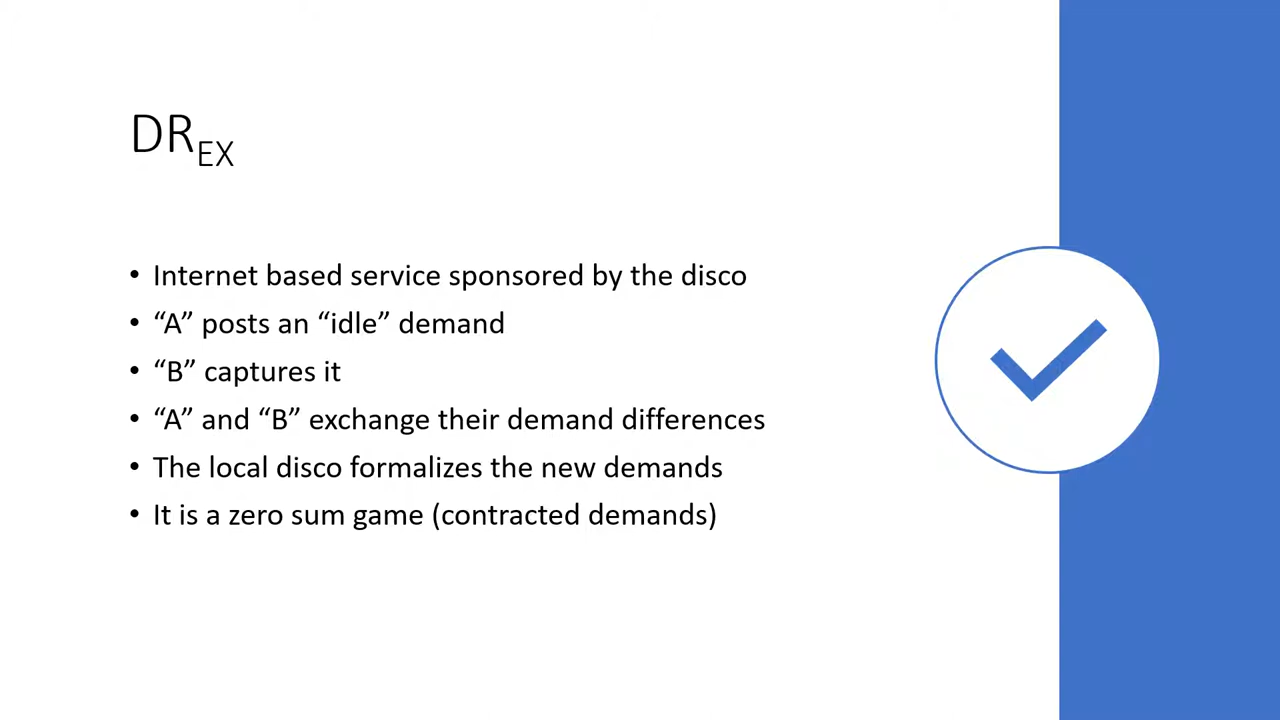 DREX
• Internet based service sponsored by the disco
• “A” posts an “idle” demand
• “B” captures it
• “A” and “B” exchange their demand differences
• The local disco formalizes the new demands
• It is a zero sum game (contracted demands)